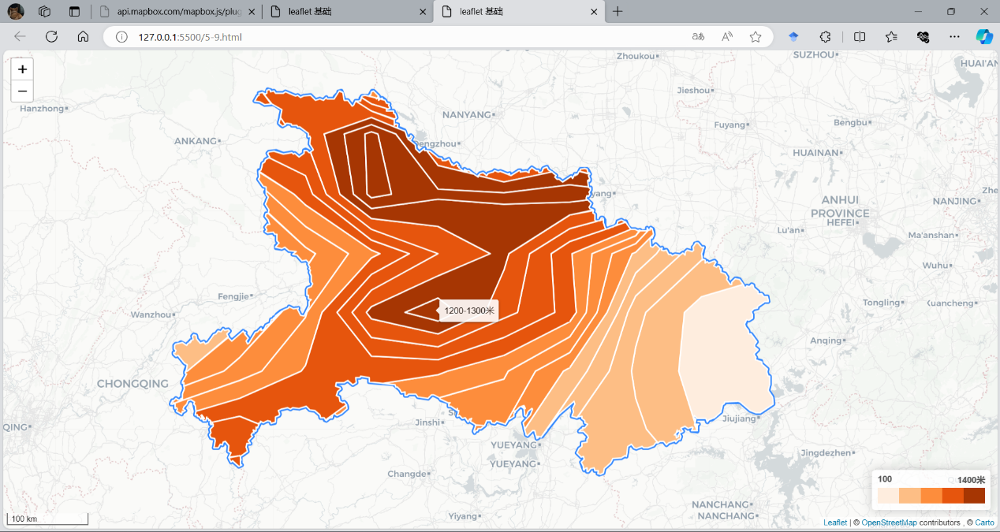 api.mapbox.com/mapbox.js/plug
leaflet 基础
leaflet 基础
127.0.0.1:5500/5-9.html
+
−
Zhoukou
SUZHOU
HUAI'AN
Hanzhong
Jieshou
NANYANG
Fuyang
Bengbu
ANKANG
engzhou
HUAINAN
yang
ANHUI
PROVINCE
HEFEI
NANJING
Lu'an
Ma'anshan
Wuhu
Fengjie
1200-1300米
Tongling
Xuancheng
Wanzhou
Anqing
CHONGQING
Jiujiang
QING
Jinshi
YUEYANG
YUEYANG
Jingdezhen
Changde
100
1400米
NANCHANG
NANCHANG
Yiyang
100 km
Leaflet | © OpenStreetMap contributors , © Carto